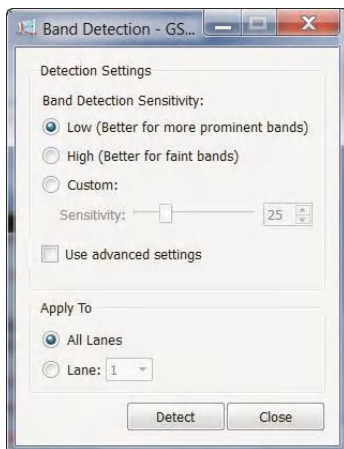 Band Detection - GS...
Detection Settings
Band Detection Sensitivity:
Low (Better for more prominent bands)
High (Better for faint bands)
Custom:
Sensitivity: 25
Use advanced settings
Apply To
All Lanes
Lane: 1
Detect Close